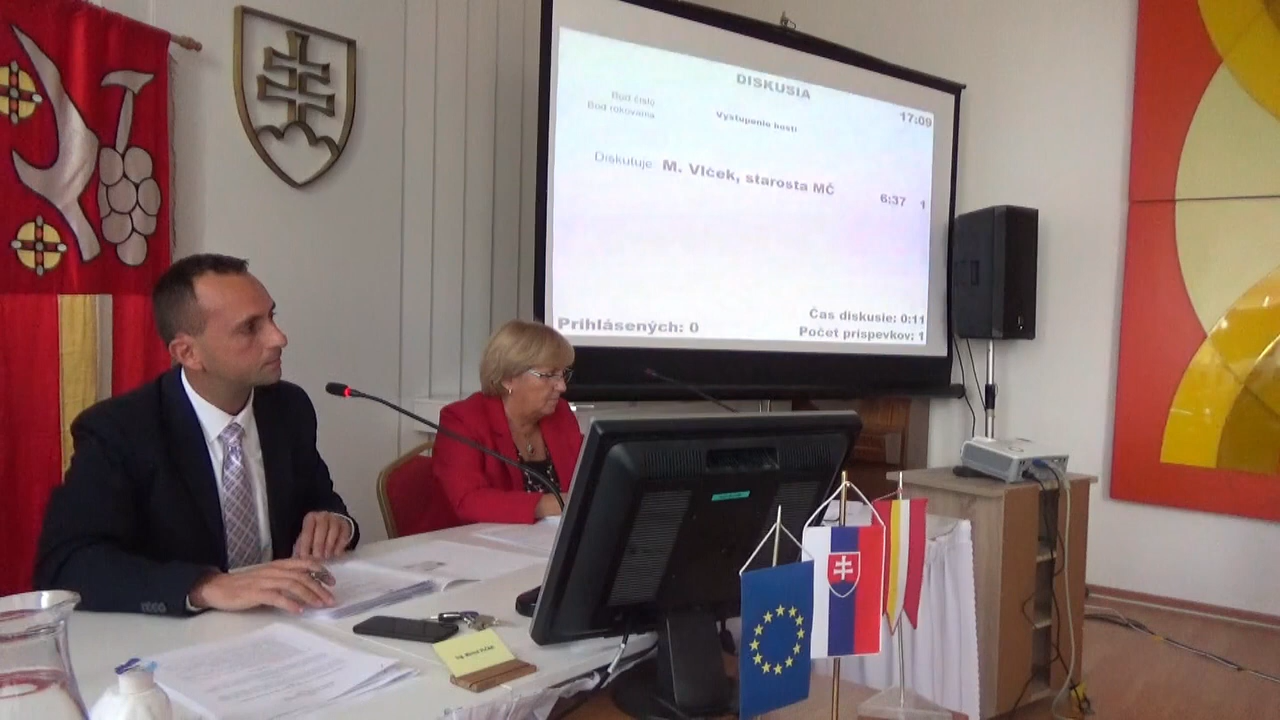 DISKUSIA
17:09
Bod číslo
Bod rokovania
Vystúpenie hostí
Diskutuje: M. Vlček, starosta MČ
6:37 1
Čas diskusie: 0:11
Prihlásených: 0
Počet príspevkov: 1